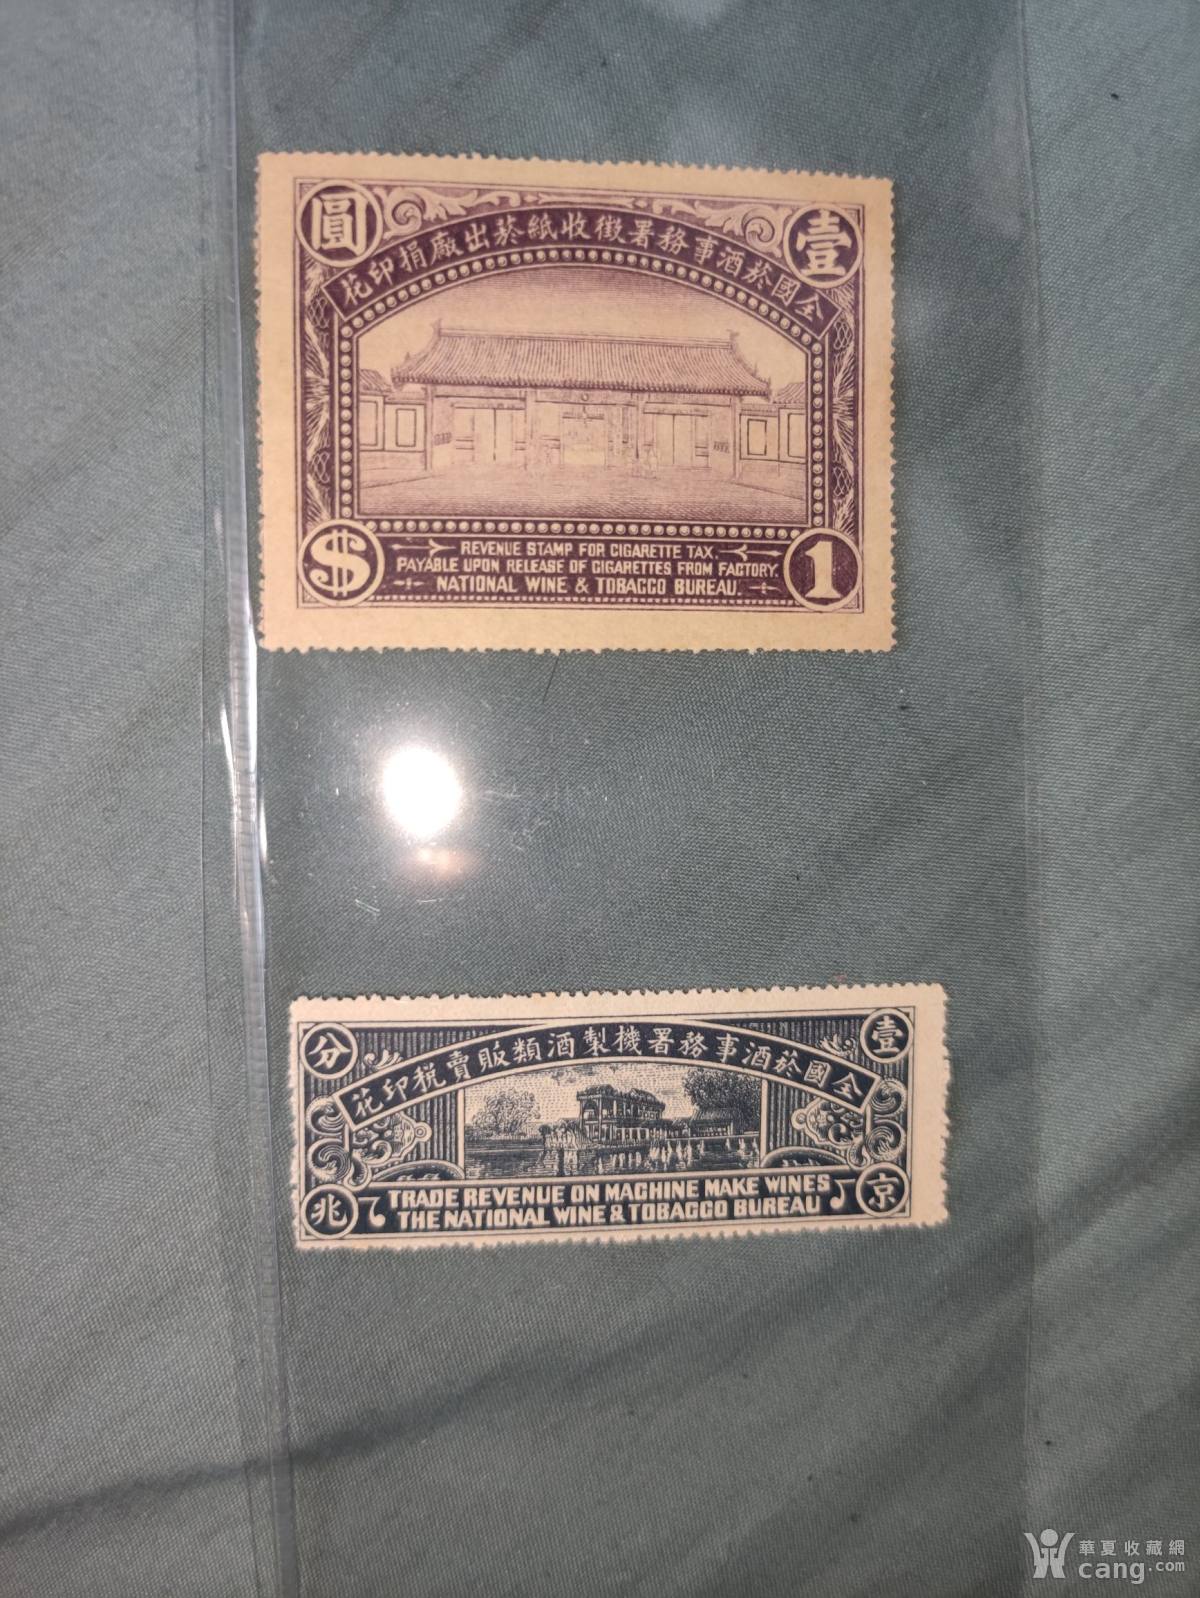 壹圓
全國菸酒事務署徵收紙菸出廠捐印花
REVENUE STAMP FOR CIGARETTE TAX.
PAYABLE UPON RELEASE OF CIGARETTES FROM FACTORY.
NATIONAL WINE & TOBACCO BUREAU.
$ 1
壹分
全國菸酒事務署機製酒類販賣稅印花
TRADE REVENUE ON MACHINE MAKE WINES
THE NATIONAL WINE & TOBACCO BUREAU
京兆
華夏收藏網
cang.com